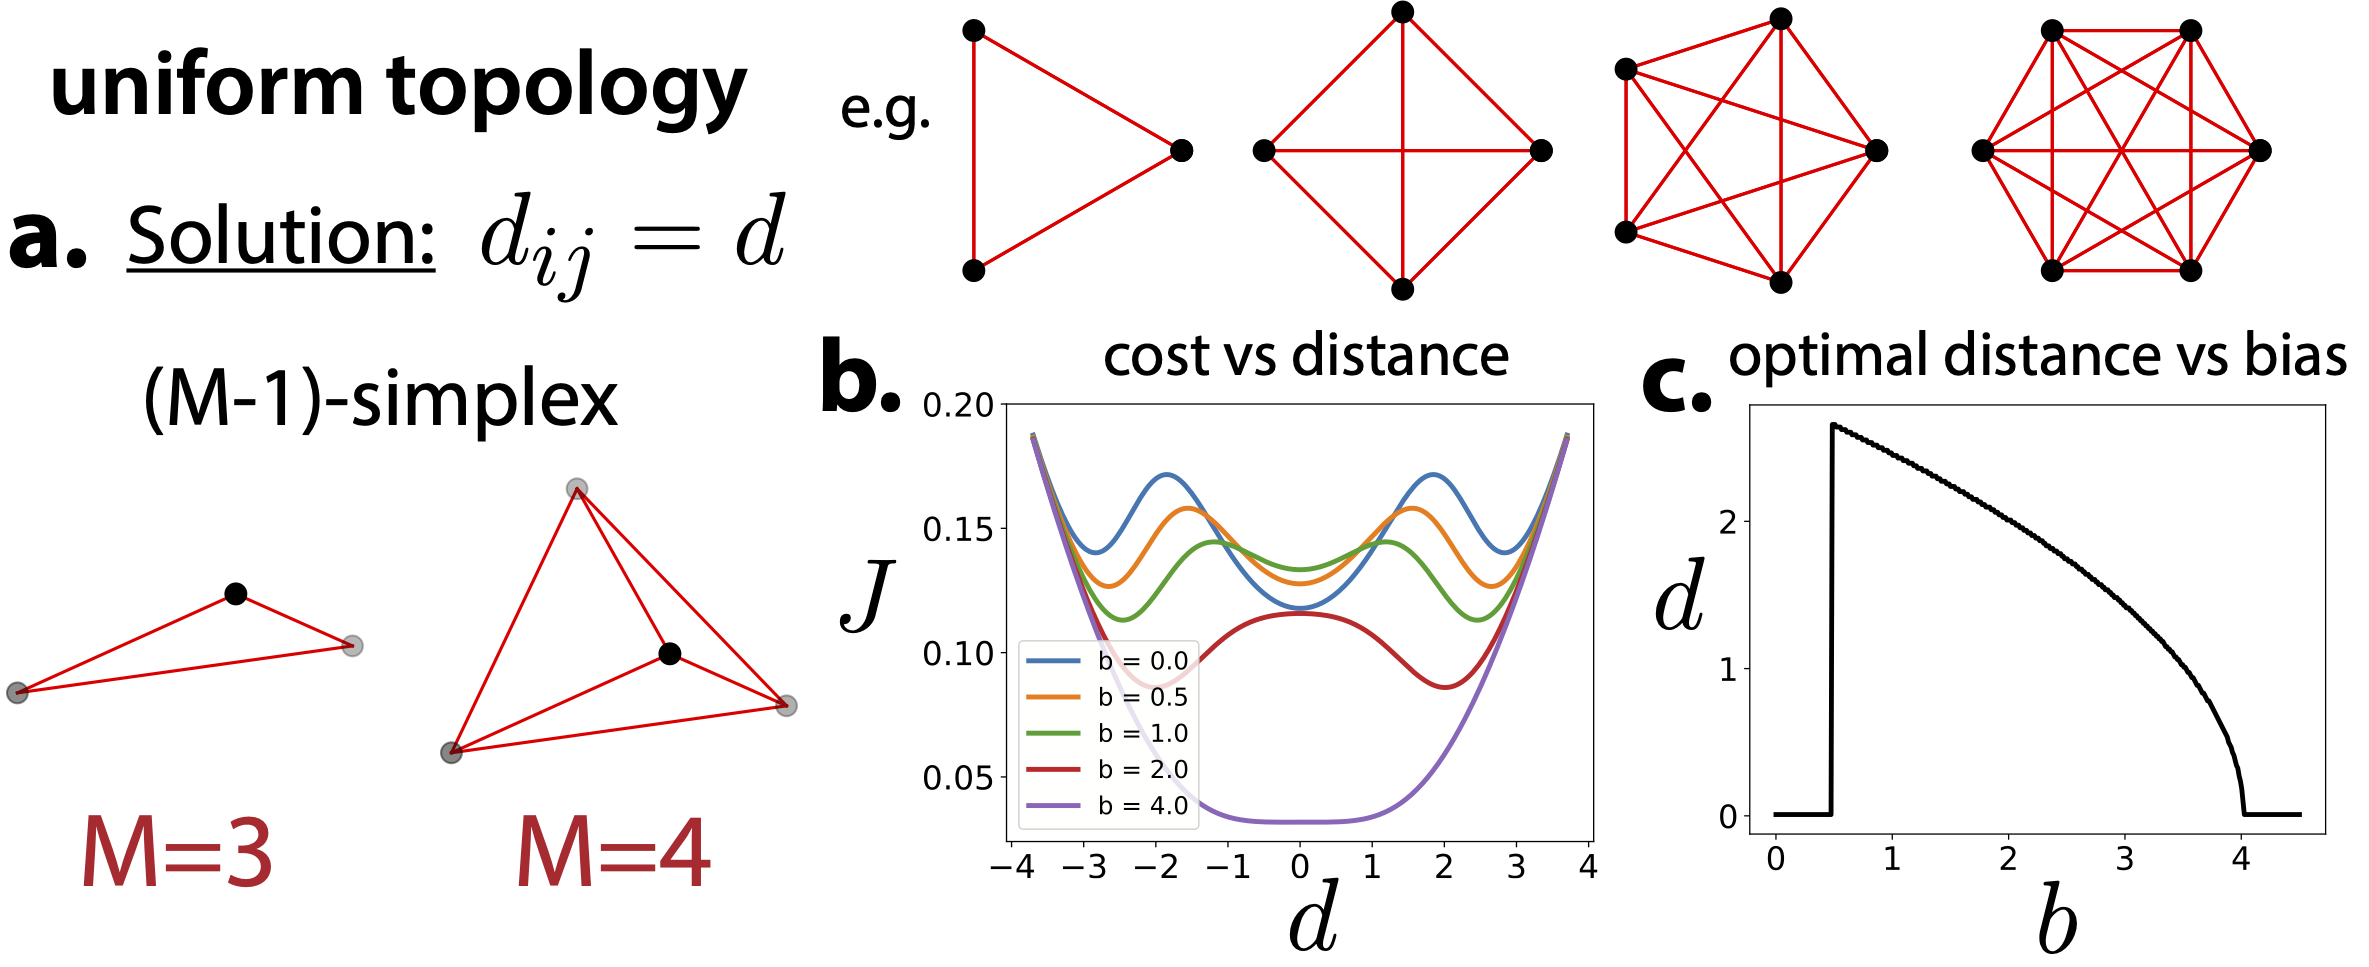 uniform topology
e.g.
a. Solution: d_{ij} = d
(M-1)-simplex
M=3
M=4
b. cost vs distance
0.20
0.15
0.10
0.05
J
b = 0.0
b = 0.5
b = 1.0
b = 2.0
b = 4.0
−4 −3 −2 −1 0 1 2 3 4
d
c. optimal distance vs bias
2
1
0
d
0 1 2 3 4
b